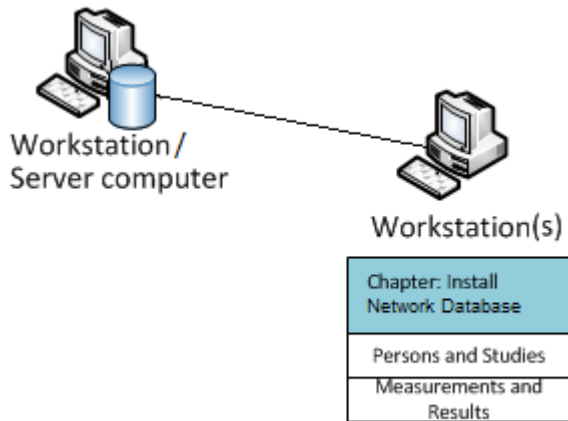 Workstation/
Server computer
Workstation(s)
Chapter: Install
Network Database
Persons and Studies
Measurements and
Results